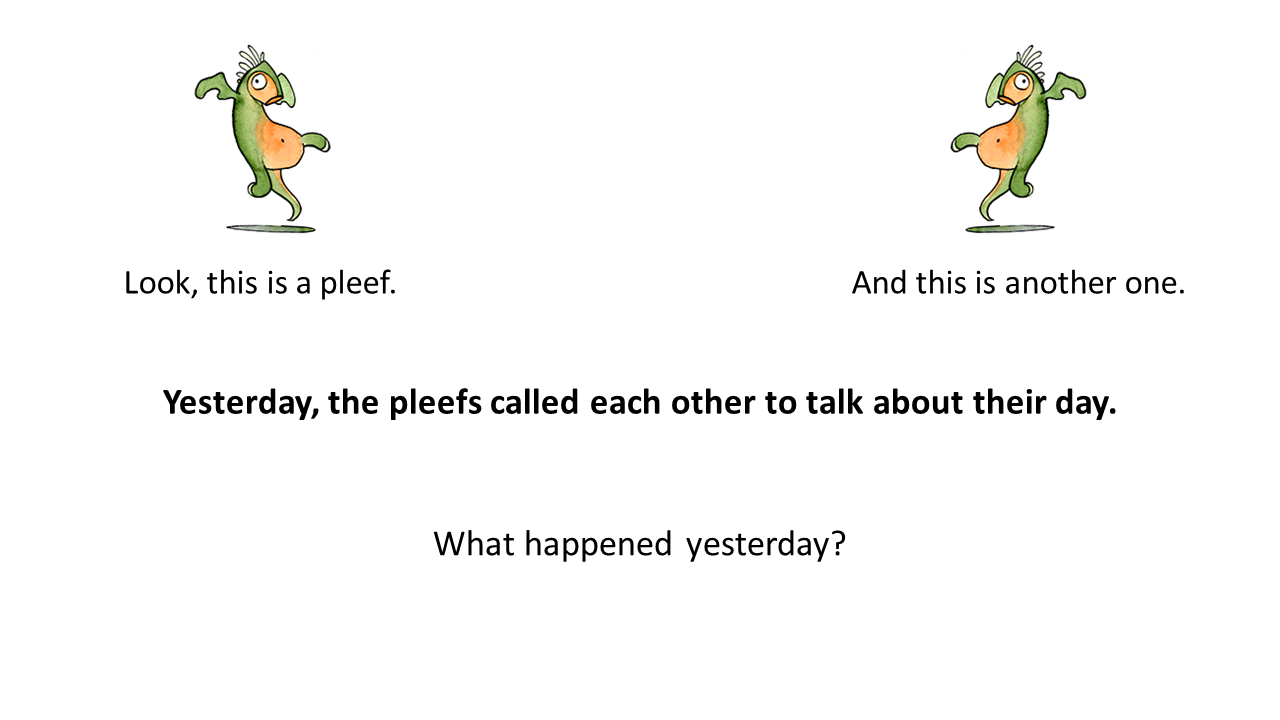 Look, this is a pleef.
And this is another one.
Yesterday, the pleefs called each other to talk about their day.
What happened yesterday?